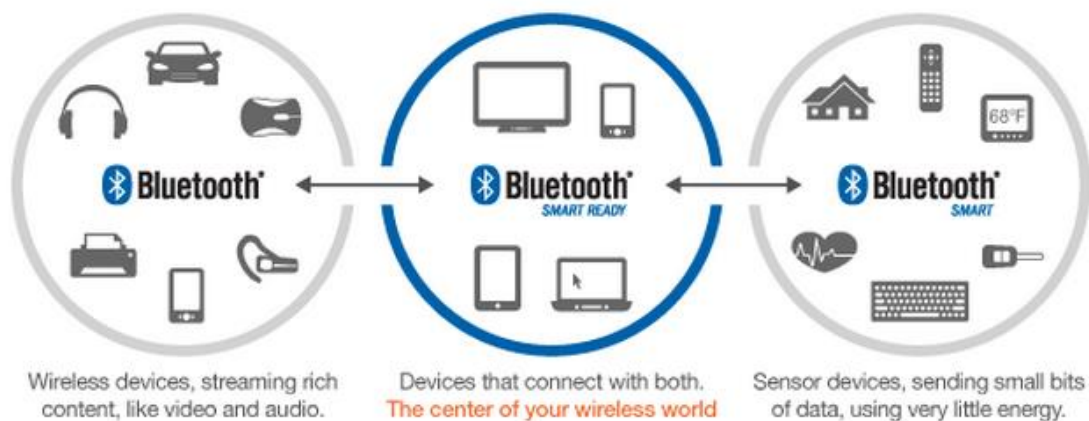 68°F
Bluetooth
Bluetooth
SMART READY
Bluetooth
SMART
Wireless devices, streaming rich
content, like video and audio.
Devices that connect with both.
The center of your wireless world
Sensor devices, sending small bits
of data, using very little energy.